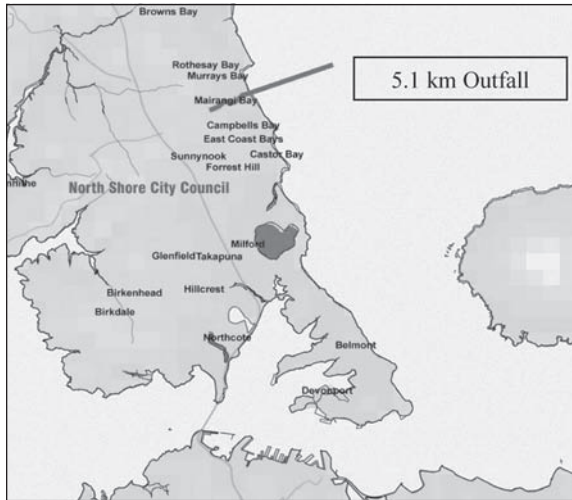 Browns Bay
Rothesay Bay
Murrays Bay
5.1 km Outfall
Mairangi Bay
Campbells Bay
East Coast Bays
Sunnynook
Castor Bay
Forrest Hill
North Shore City Council
Milford
Glenfield
Takapuna
Birkenhead
Hillcrest
Birkdale
Northcote
Belmont
Devonport